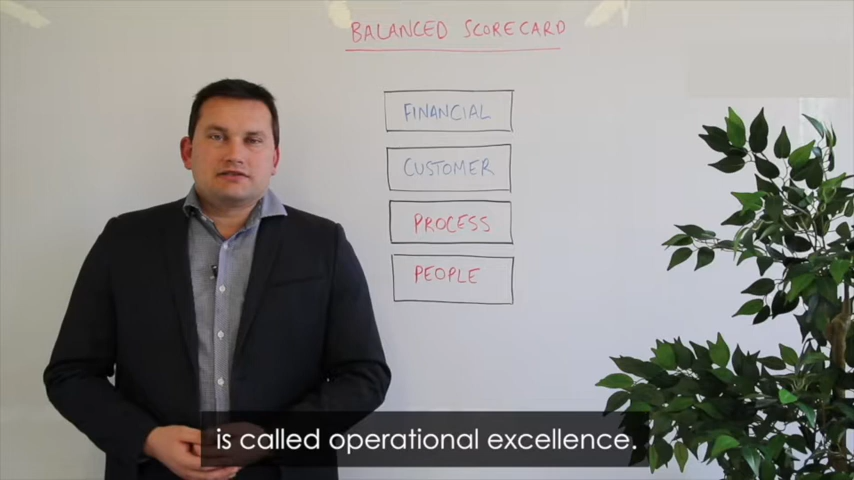 BALANCED SCORECARD
FINANCIAL
CUSTOMER
PROCESS
PEOPLE
is called operational excellence.